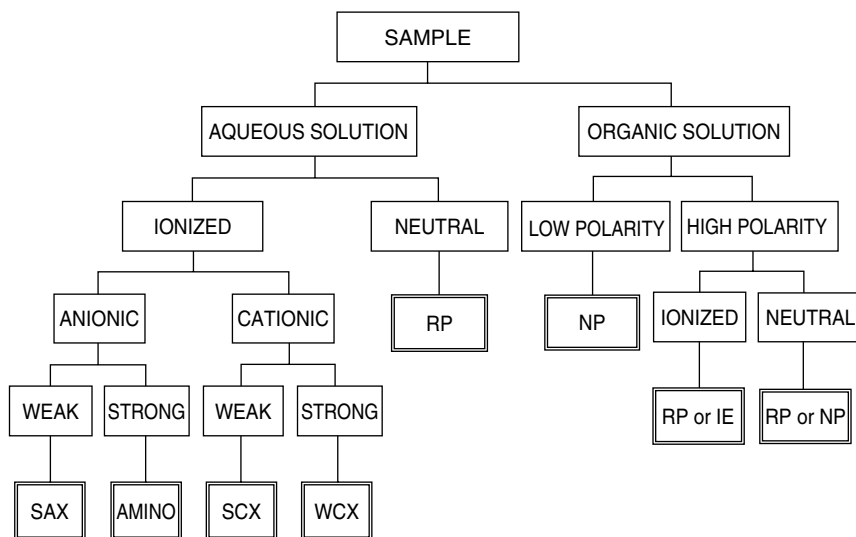 SAMPLE
AQUEOUS SOLUTION
ORGANIC SOLUTION
IONIZED
NEUTRAL
LOW POLARITY
HIGH POLARITY
ANIONIC
CATIONIC
RP
NP
IONIZED
NEUTRAL
WEAK
STRONG
WEAK
STRONG
RP or IE
RP or NP
SAX
AMINO
SCX
WCX